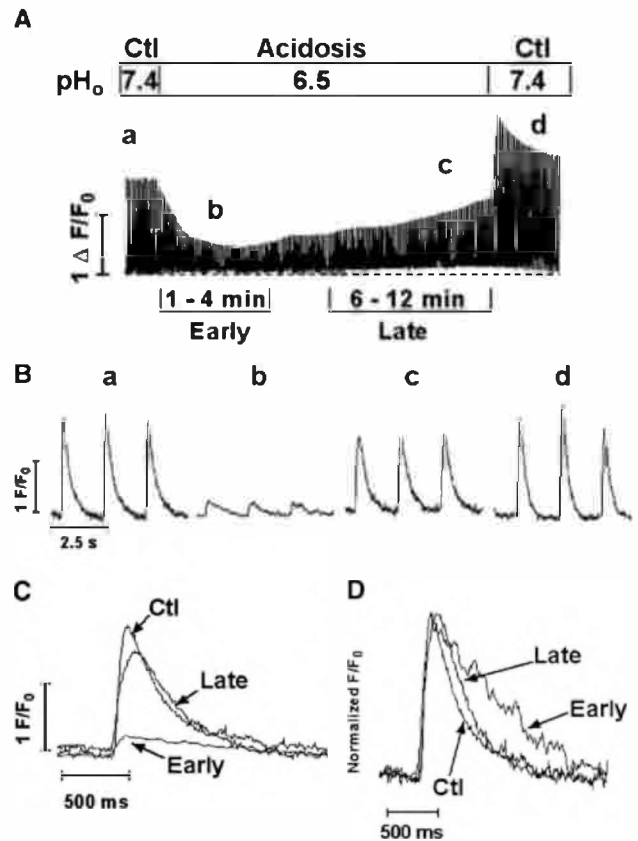 A
Ctl Acidosis Ctl
pHo 7.4 6.5 7.4
a
b
c
d
1 Δ F/F0
1 - 4 min 6 - 12 min
Early Late
B
a b c d
1 F/F0
2.5 s
C
Ctl
Late
Early
1 F/F0
500 ms
D
Normalized F/F0
Late
Early
Ctl
500 ms